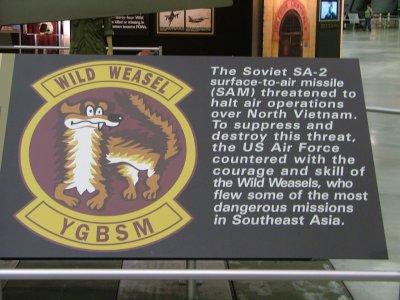 WILD WEASEL
YGBSM
The Soviet SA-2
surface-to-air missile
(SAM) threatened to
halt air operations
over North Vietnam.
To suppress and
destroy this threat,
the US Air Force
countered with the
courage and skill of
the Wild Weasels, who
flew some of the most
dangerous missions
in Southeast Asia.